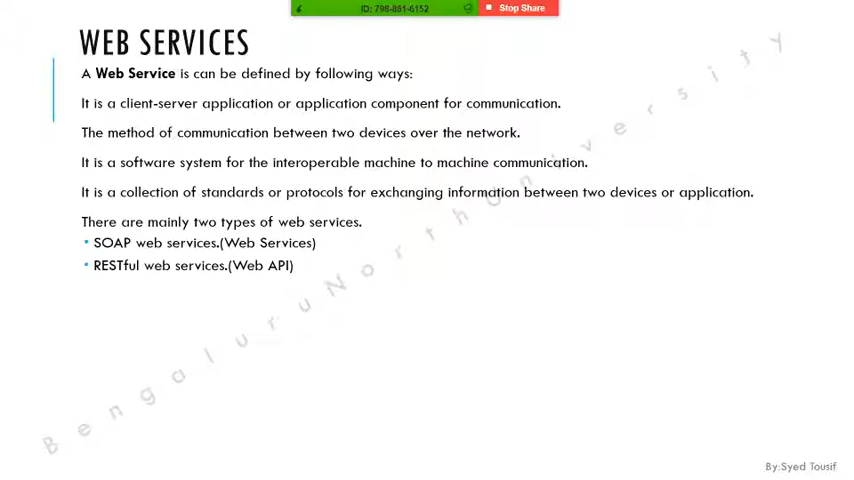 ID: 798-881-6152
Stop Share
WEB SERVICES
A Web Service is can be defined by following ways:
It is a client-server application or application component for communication.
The method of communication between two devices over the network.
It is a software system for the interoperable machine to machine communication.
It is a collection of standards or protocols for exchanging information between two devices or application.
There are mainly two types of web services.
• SOAP web services.(Web Services)
• RESTful web services.(Web API)
BengaluruNorthUniversity
By:Syed Tousif